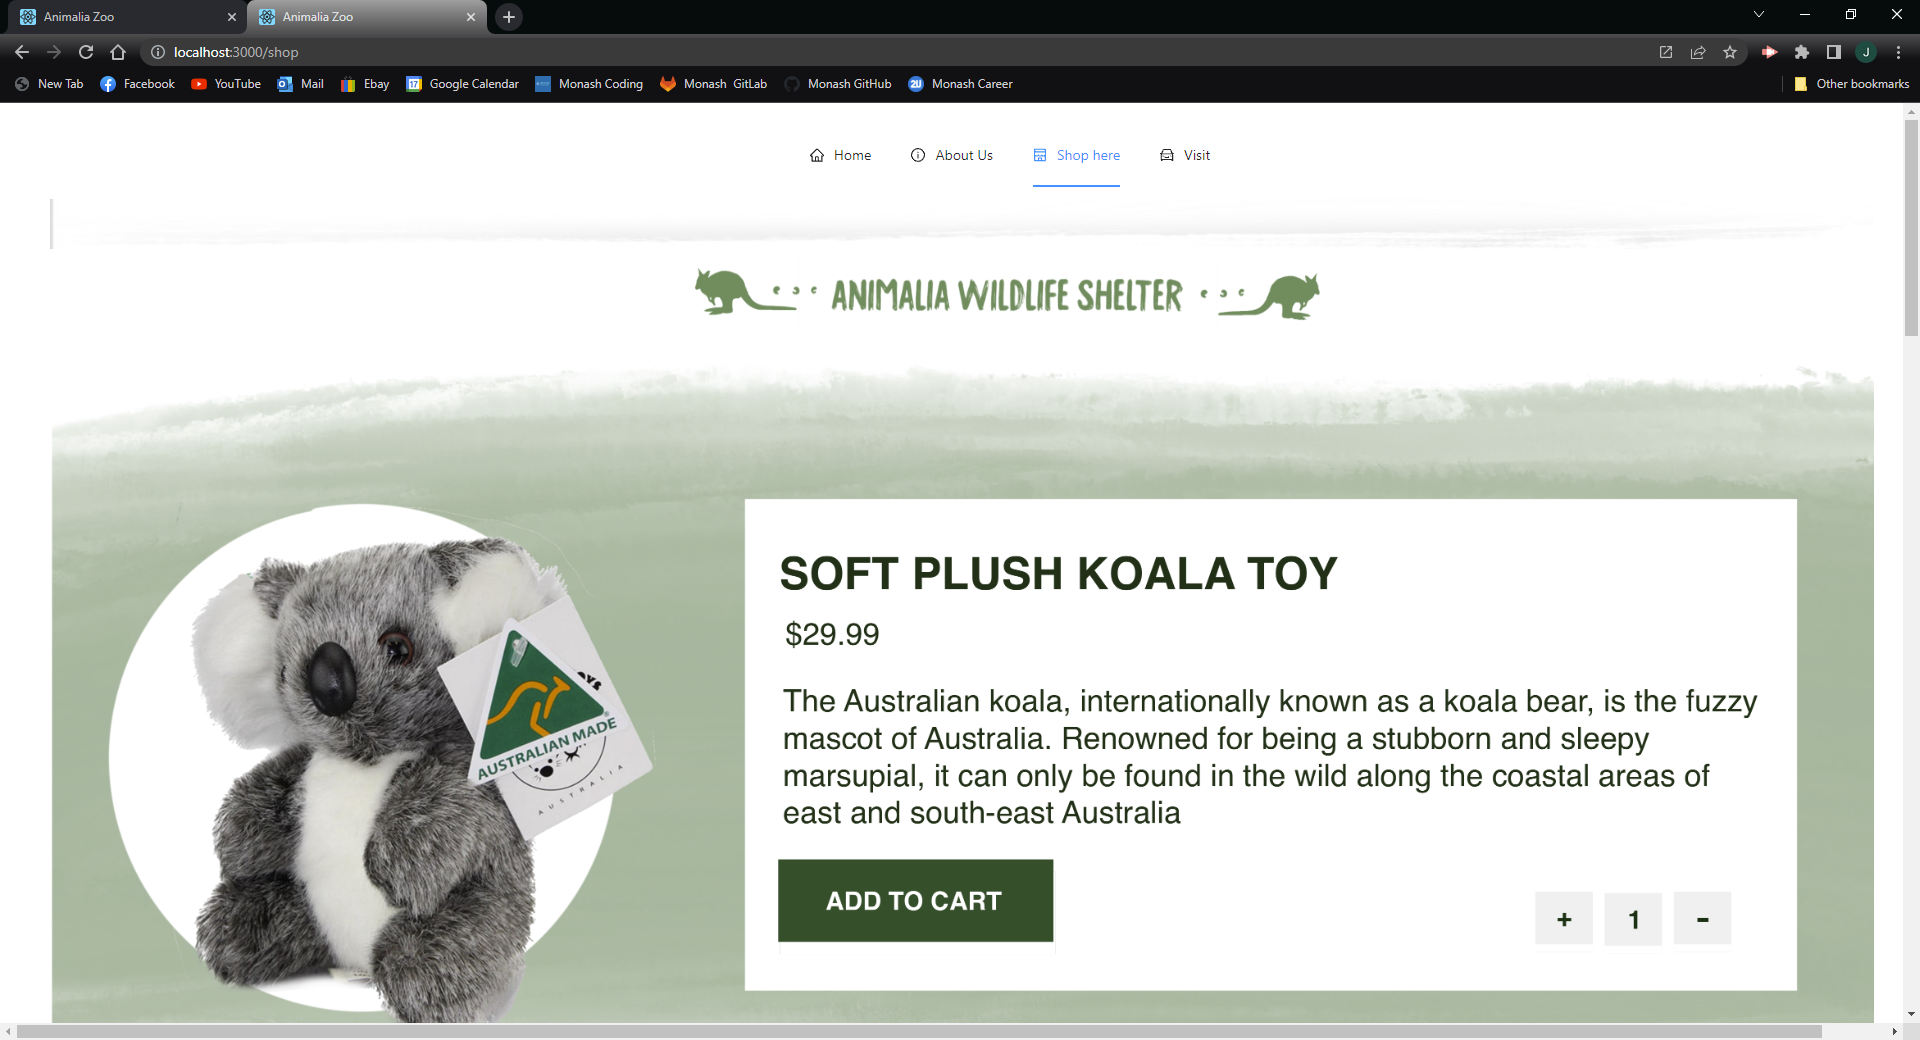 Animalia Zoo
Animalia Zoo
localhost:3000/shop
J
New Tab
Facebook
YouTube
Mail
Ebay
17
Google Calendar
Monash Coding
Monash GitLab
Monash GitHub
2U
Monash Career
Other bookmarks
Home
About Us
Shop here
Visit
ANIMALIA WILDLIFE SHELTER
SOFT PLUSH KOALA TOY
$29.99
The Australian koala, internationally known as a koala bear, is the fuzzy
mascot of Australia. Renowned for being a stubborn and sleepy
marsupial, it can only be found in the wild along the coastal areas of
east and south-east Australia
ADD TO CART
+ 1 -
AUSTRALIAN MADE
®
AUSTRALIA